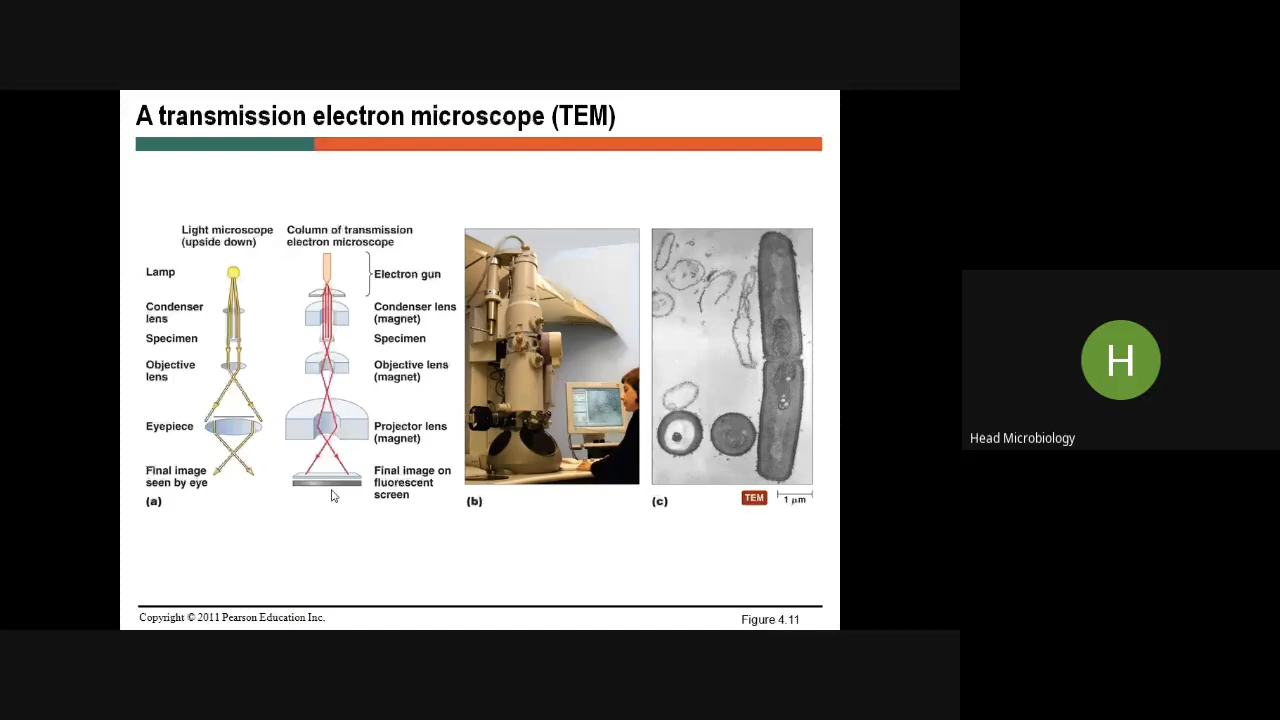 A transmission electron microscope (TEM)
Light microscope
(upside down)
Column of transmission
electron microscope
Lamp
Electron gun
Condenser
lens
Condenser lens
(magnet)
Specimen
Specimen
Objective
lens
Objective lens
(magnet)
Eyepiece
Projector lens
(magnet)
Final image
seen by eye
Final image on
fluorescent
screen
(a)
(b)
(c)
TEM
1 μm
Copyright © 2011 Pearson Education Inc.
Figure 4.11
H
Head Microbiology